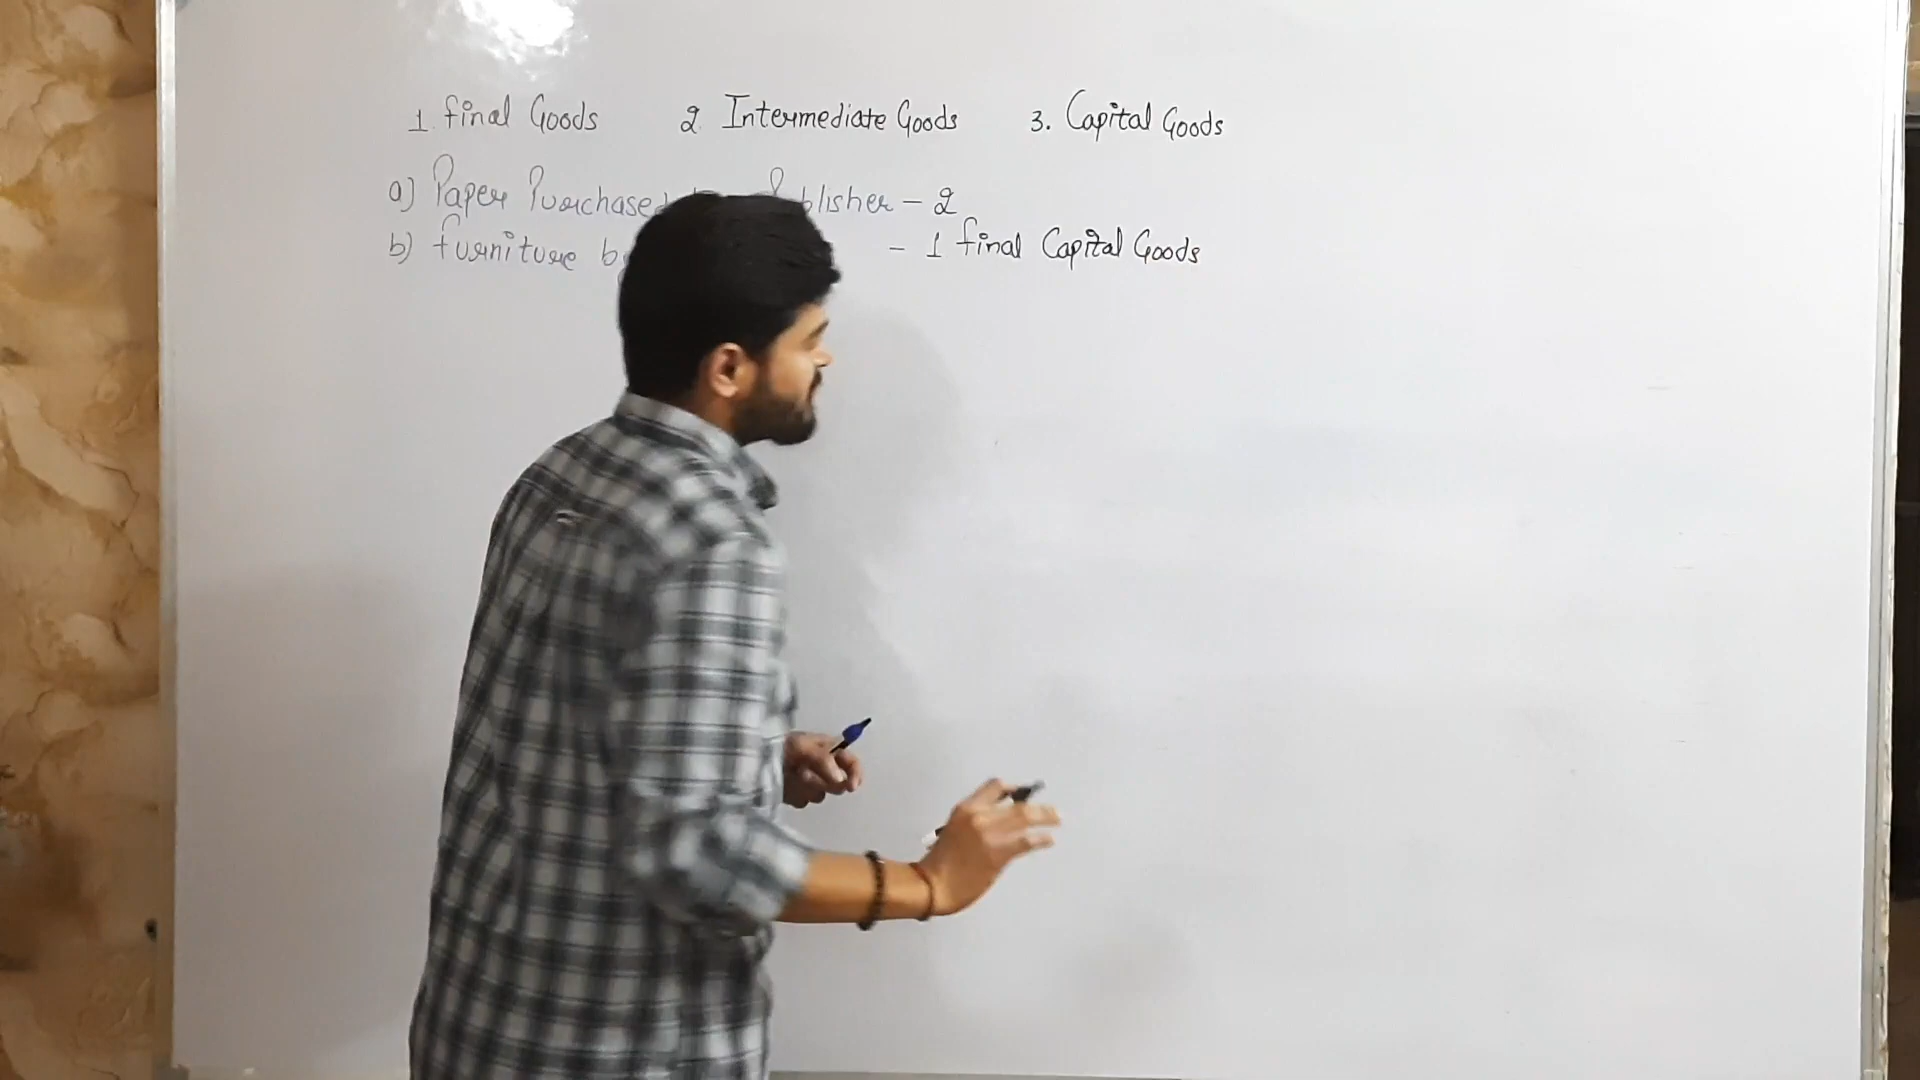 1. Final Goods 2. Intermediate Goods 3. Capital Goods
a) Paper Purchased blisher - 2
b) furniture b - 1 final Capital Goods